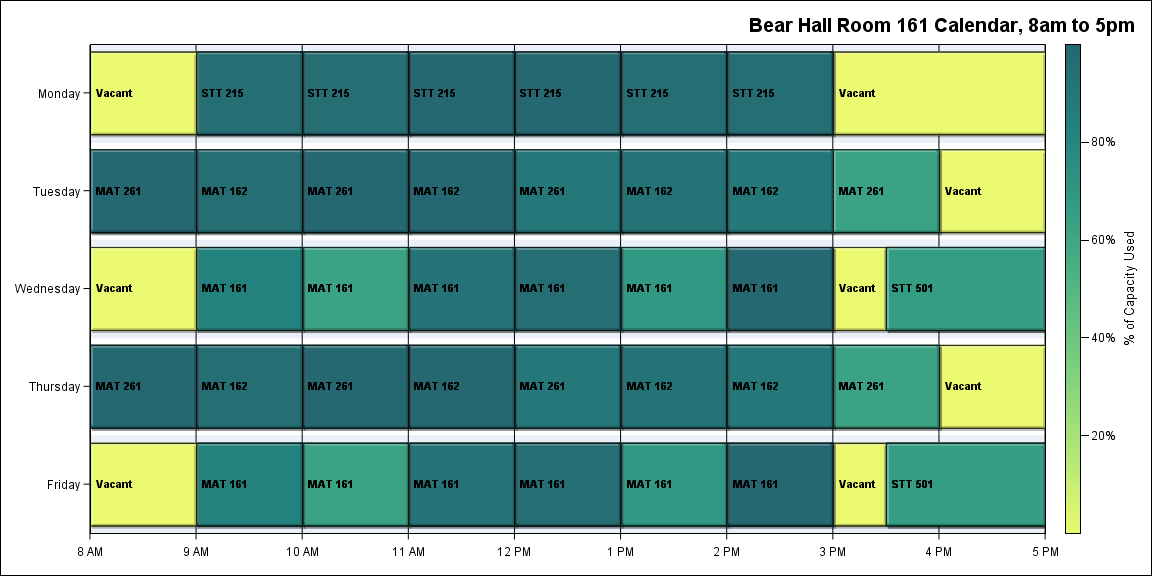 Bear Hall Room 161 Calendar, 8am to 5pm
Monday
Vacant STT 215 STT 215 STT 215 STT 215 STT 215 STT 215 Vacant
Tuesday
MAT 261 MAT 162 MAT 261 MAT 162 MAT 261 MAT 162 MAT 162 MAT 261 Vacant
Wednesday
Vacant MAT 161 MAT 161 MAT 161 MAT 161 MAT 161 MAT 161 Vacant STT 501
Thursday
MAT 261 MAT 162 MAT 261 MAT 162 MAT 261 MAT 162 MAT 162 MAT 261 Vacant
Friday
Vacant MAT 161 MAT 161 MAT 161 MAT 161 MAT 161 MAT 161 Vacant STT 501
8 AM 9 AM 10 AM 11 AM 12 PM 1 PM 2 PM 3 PM 4 PM 5 PM
80%
60%
40%
20%
% of Capacity Used